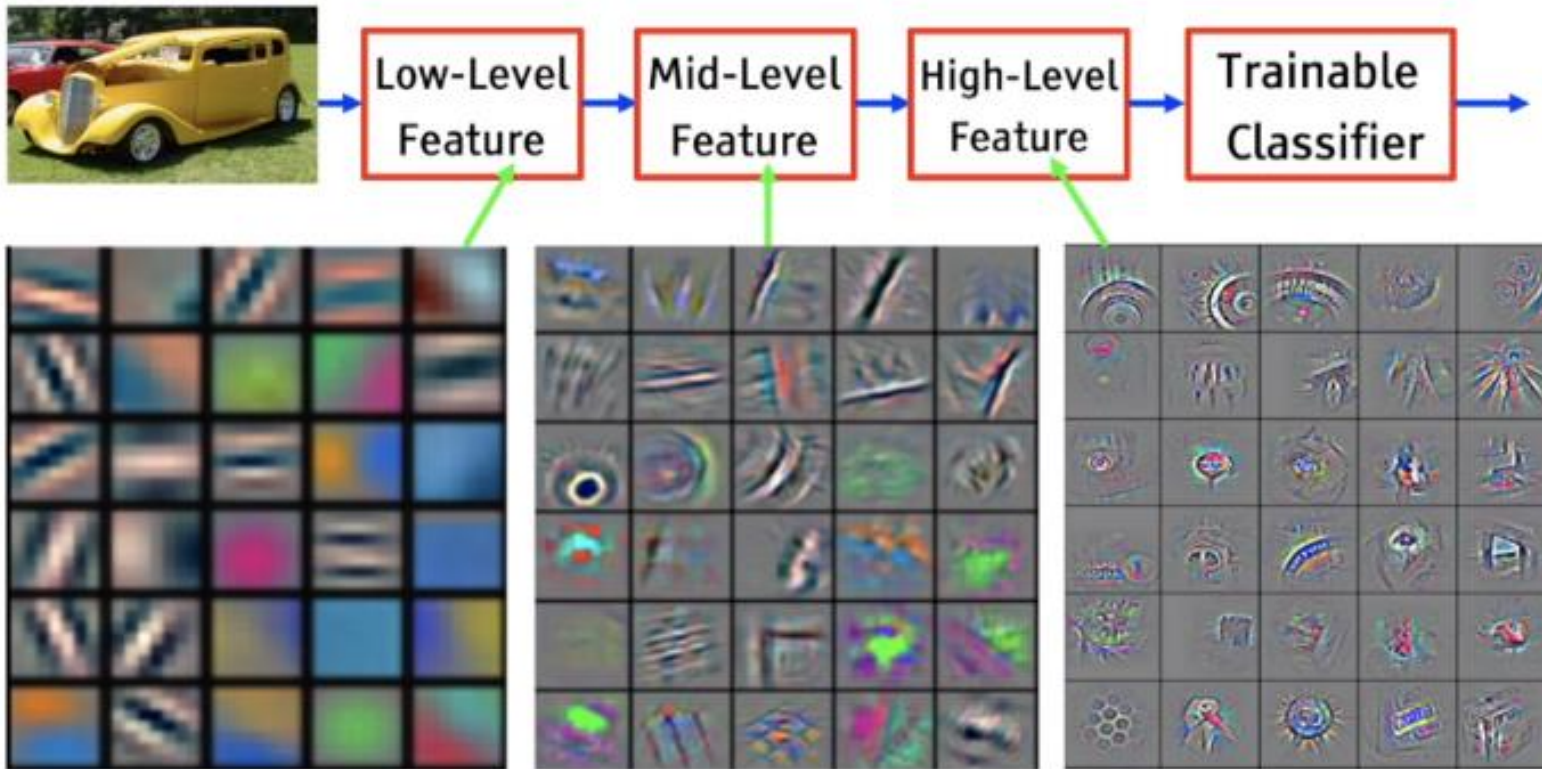 Low-Level
Feature
Mid-Level
Feature
High-Level
Feature
Trainable
Classifier